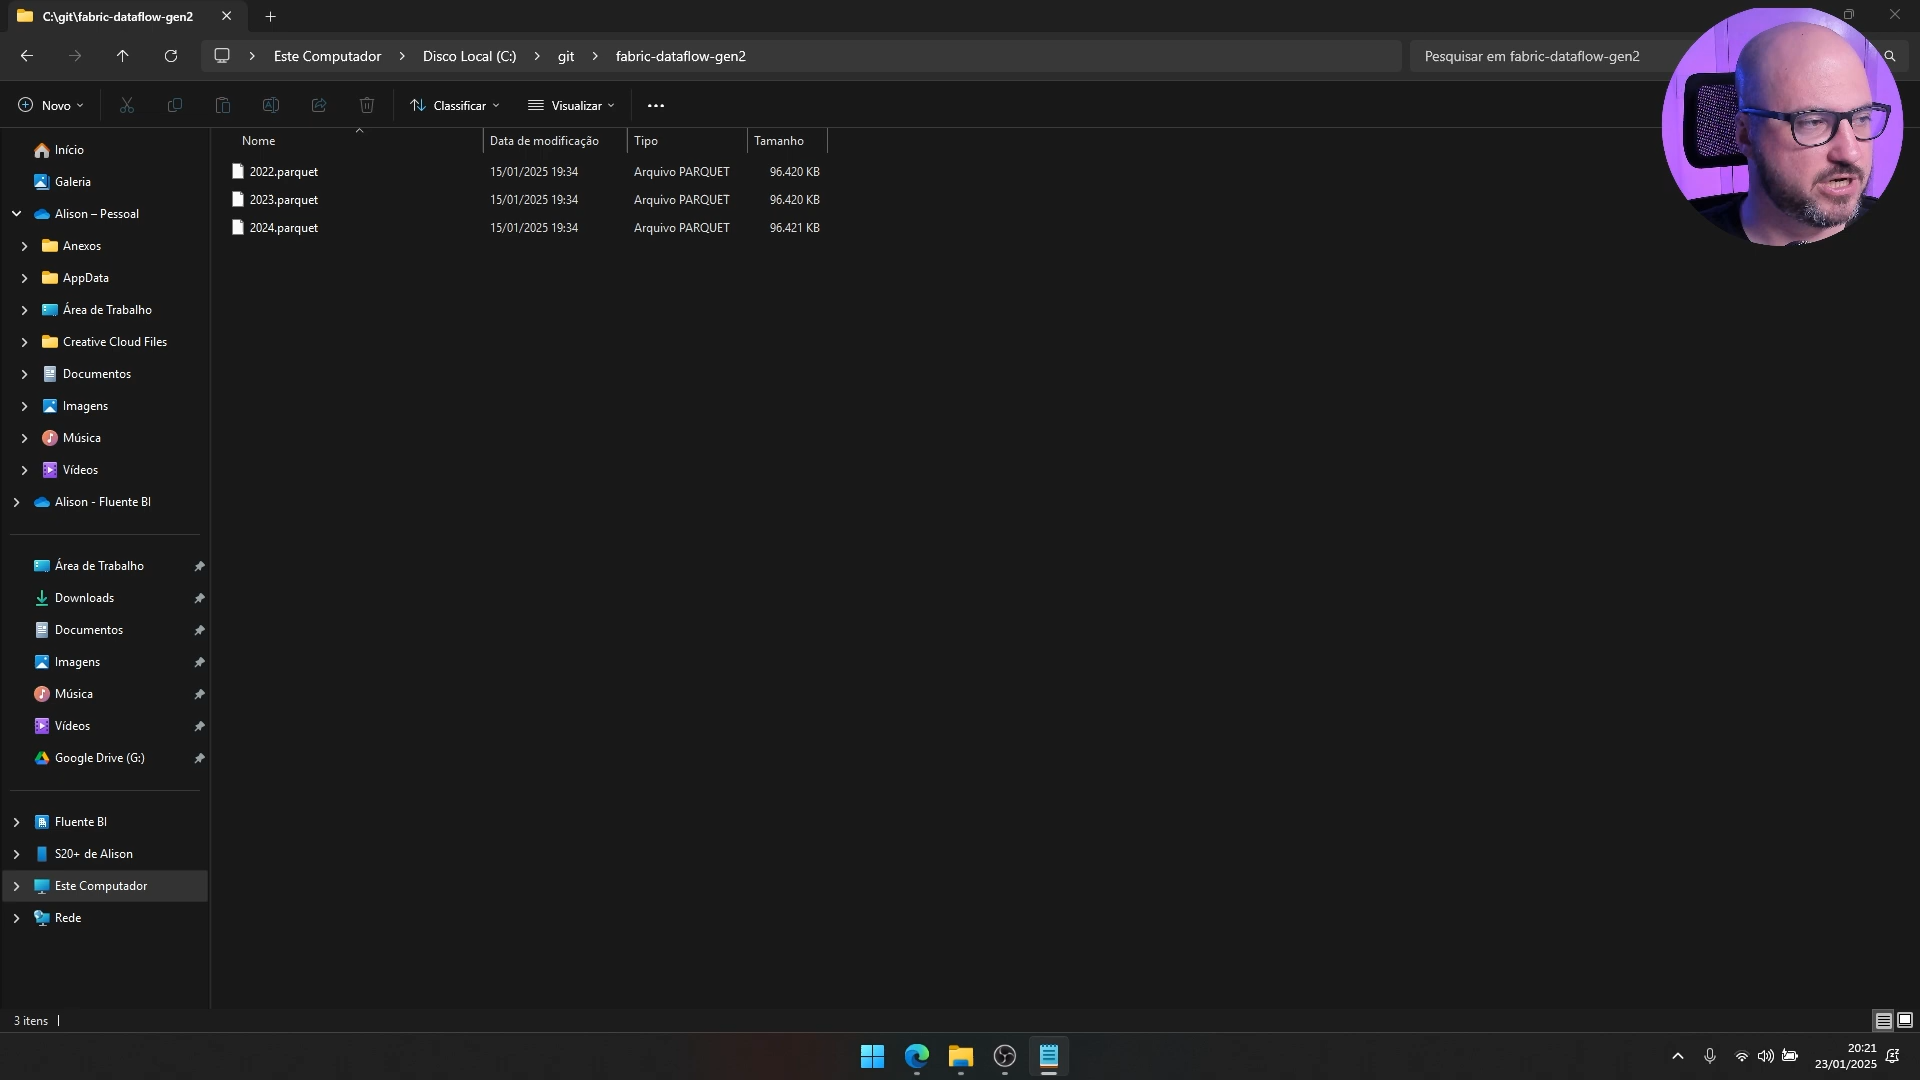 C:\git\fabric-dataflow-gen2
Este Computador
Disco Local (C:)
git
fabric-dataflow-gen2
Pesquisar em fabric-dataflow-gen2
Novo
Classificar
Visualizar
Nome
Data de modificação
Tipo
Tamanho
2022.parquet
15/01/2025 19:34
Arquivo PARQUET
96.420 KB
2023.parquet
15/01/2025 19:34
Arquivo PARQUET
96.420 KB
2024.parquet
15/01/2025 19:34
Arquivo PARQUET
96.421 KB
Início
Galeria
Alison – Pessoal
Anexos
AppData
Área de Trabalho
Creative Cloud Files
Documentos
Imagens
Música
Vídeos
Alison - Fluente BI
Área de Trabalho
Downloads
Documentos
Imagens
Música
Vídeos
Google Drive (G:)
Fluente BI
S20+ de Alison
Este Computador
Rede
3 itens
20:21
23/01/2025